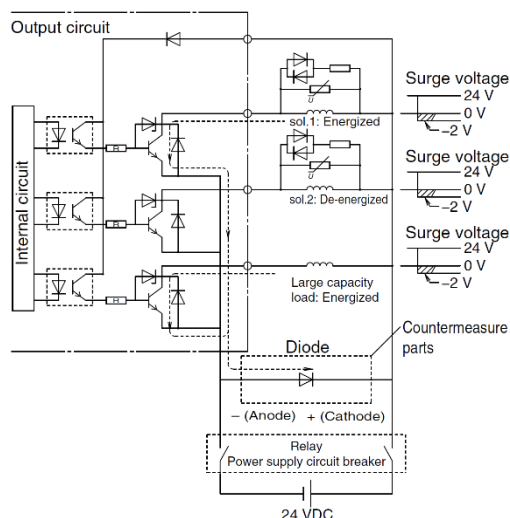 Output circuit
Internal circuit
U
sol.1: Energized
U
sol.2: De-energized
Large capacity
load: Energized
Surge voltage
24 V
0 V
−2 V
Surge voltage
24 V
0 V
−2 V
Surge voltage
24 V
0 V
−2 V
Countermeasure
parts
Diode
− (Anode) + (Cathode)
Relay
Power supply circuit breaker
24 VDC